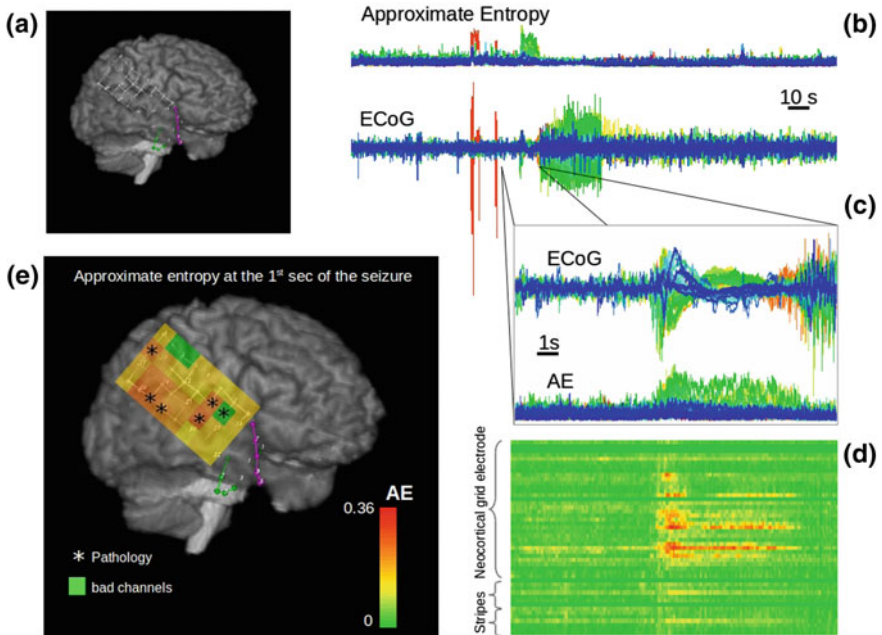 (a)
Approximate Entropy
(b)
ECoG
10 s
(c)
ECoG
1s
AE
(e)
Approximate entropy at the 1st sec of the seizure
AE
0.36
0
* Pathology
bad channels
(d)
Neocortical grid electrode
Stripes